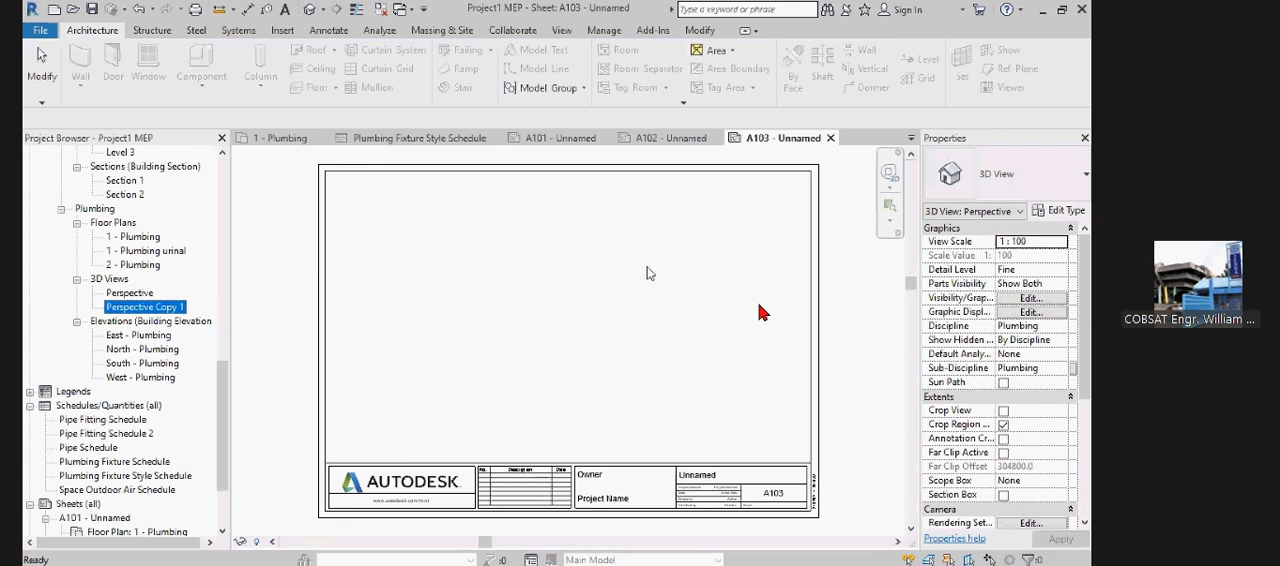 Project1 MEP - Sheet: A103 - Unnamed
Type a keyword or phrase
Sign In
File Architecture Structure Steel Systems Insert Annotate Analyze Massing & Site Collaborate View Manage Add-Ins Modify
Modify
Wall
Door
Window
Component
Column
Roof
Ceiling
Floor
Curtain System
Curtain Grid
Mullion
Railing
Ramp
Stair
Model Text
Model Line
Model Group
Room
Room Separator
Tag Room
Area
Area Boundary
Tag Area
By Face
Shaft
Wall
Vertical
Dormer
Level
Grid
Set
Show
Ref Plane
Viewer
Project Browser - Project1 MEP
Level 3
Sections (Building Section)
Section 1
Section 2
Plumbing
Floor Plans
1 - Plumbing
1 - Plumbing urinal
2 - Plumbing
3D Views
Perspective
Perspective Copy 1
Elevations (Building Elevation
East - Plumbing
North - Plumbing
South - Plumbing
West - Plumbing
Legends
Schedules/Quantities (all)
Pipe Fitting Schedule
Pipe Fitting Schedule 2
Pipe Schedule
Plumbing Fixture Schedule
Plumbing Fixture Style Schedule
Space Outdoor Air Schedule
Sheets (all)
A101 - Unnamed
Floor Plan: 1 - Plumbing
1 - Plumbing
Plumbing Fixture Style Schedule
A101 - Unnamed
A102 - Unnamed
A103 - Unnamed
AUTODESK
No. Description Date
Owner
Project Name
Unnamed
A103
Properties
3D View
3D View: Perspective
Edit Type
Graphics
View Scale 1 : 100
Scale Value 1: 100
Detail Level Fine
Parts Visibility Show Both
Visibility/Grap... Edit...
Graphic Displ... Edit...
Discipline Plumbing
Show Hidden ... By Discipline
Default Analy... None
Sub-Discipline Plumbing
Sun Path
Extents
Crop View
Crop Region ...
Annotation Cr...
Far Clip Active
Far Clip Offset 304800.0
Scope Box None
Section Box
Camera
Rendering Set... Edit...
Properties help
Apply
Ready
:0
Main Model
:0
COBSAT Engr. William ...